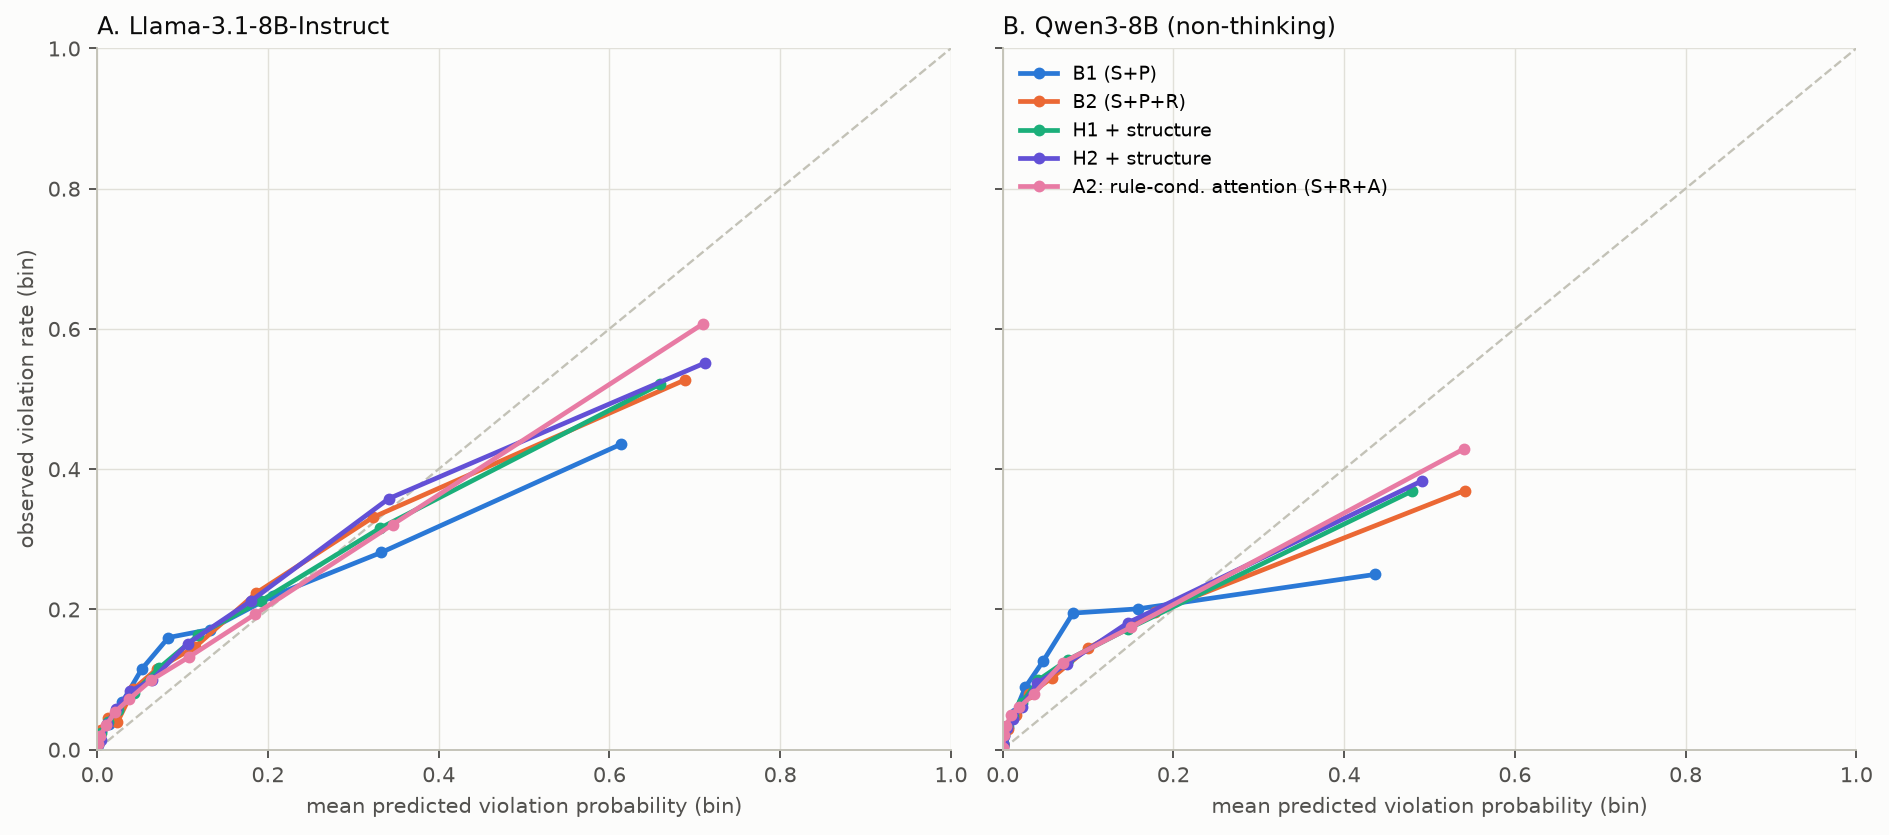 A. Llama-3.1-8B-Instruct
observed violation rate (bin)
1.0
0.8
0.6
0.4
0.2
0.0
0.0 0.2 0.4 0.6 0.8 1.0
mean predicted violation probability (bin)
B. Qwen3-8B (non-thinking)
B1 (S+P)
B2 (S+P+R)
H1 + structure
H2 + structure
A2: rule-cond. attention (S+R+A)
0.0 0.2 0.4 0.6 0.8 1.0
mean predicted violation probability (bin)